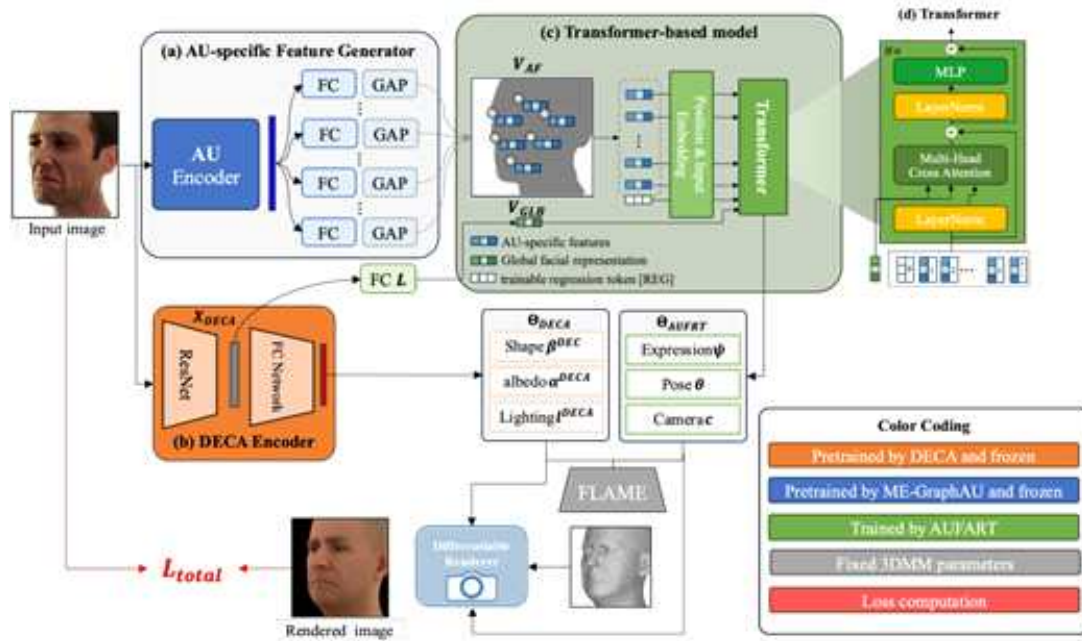 (d) Transformer
(a) AU-specific Feature Generator
(c) Transformer-based model
V_AF
MLP
LayerNorm
Multi-Head
Cross Attention
LayerNorm
FC GAP
FC GAP
FC GAP
FC GAP
AU
Encoder
Position & Input
Embedding
Transformer
V_GLB
AU-specific features
Global facial representation
trainable regression token [REG]
Input image
FC L
X_DECA
ResNet
FC Network
(b) DECA Encoder
Θ_DECA
Shape β^DEC
albedo α^DECA
Lighting l^DECA
Θ_AUFRT
Expression ψ
Pose θ
Camera c
FLAME
Differentiable
Renderer
L_total
Rendered image
Color Coding
Pretrained by DECA and frozen
Pretrained by ME-GraphAU and frozen
Trained by AUFART
Fixed 3DMM parameters
Loss computation